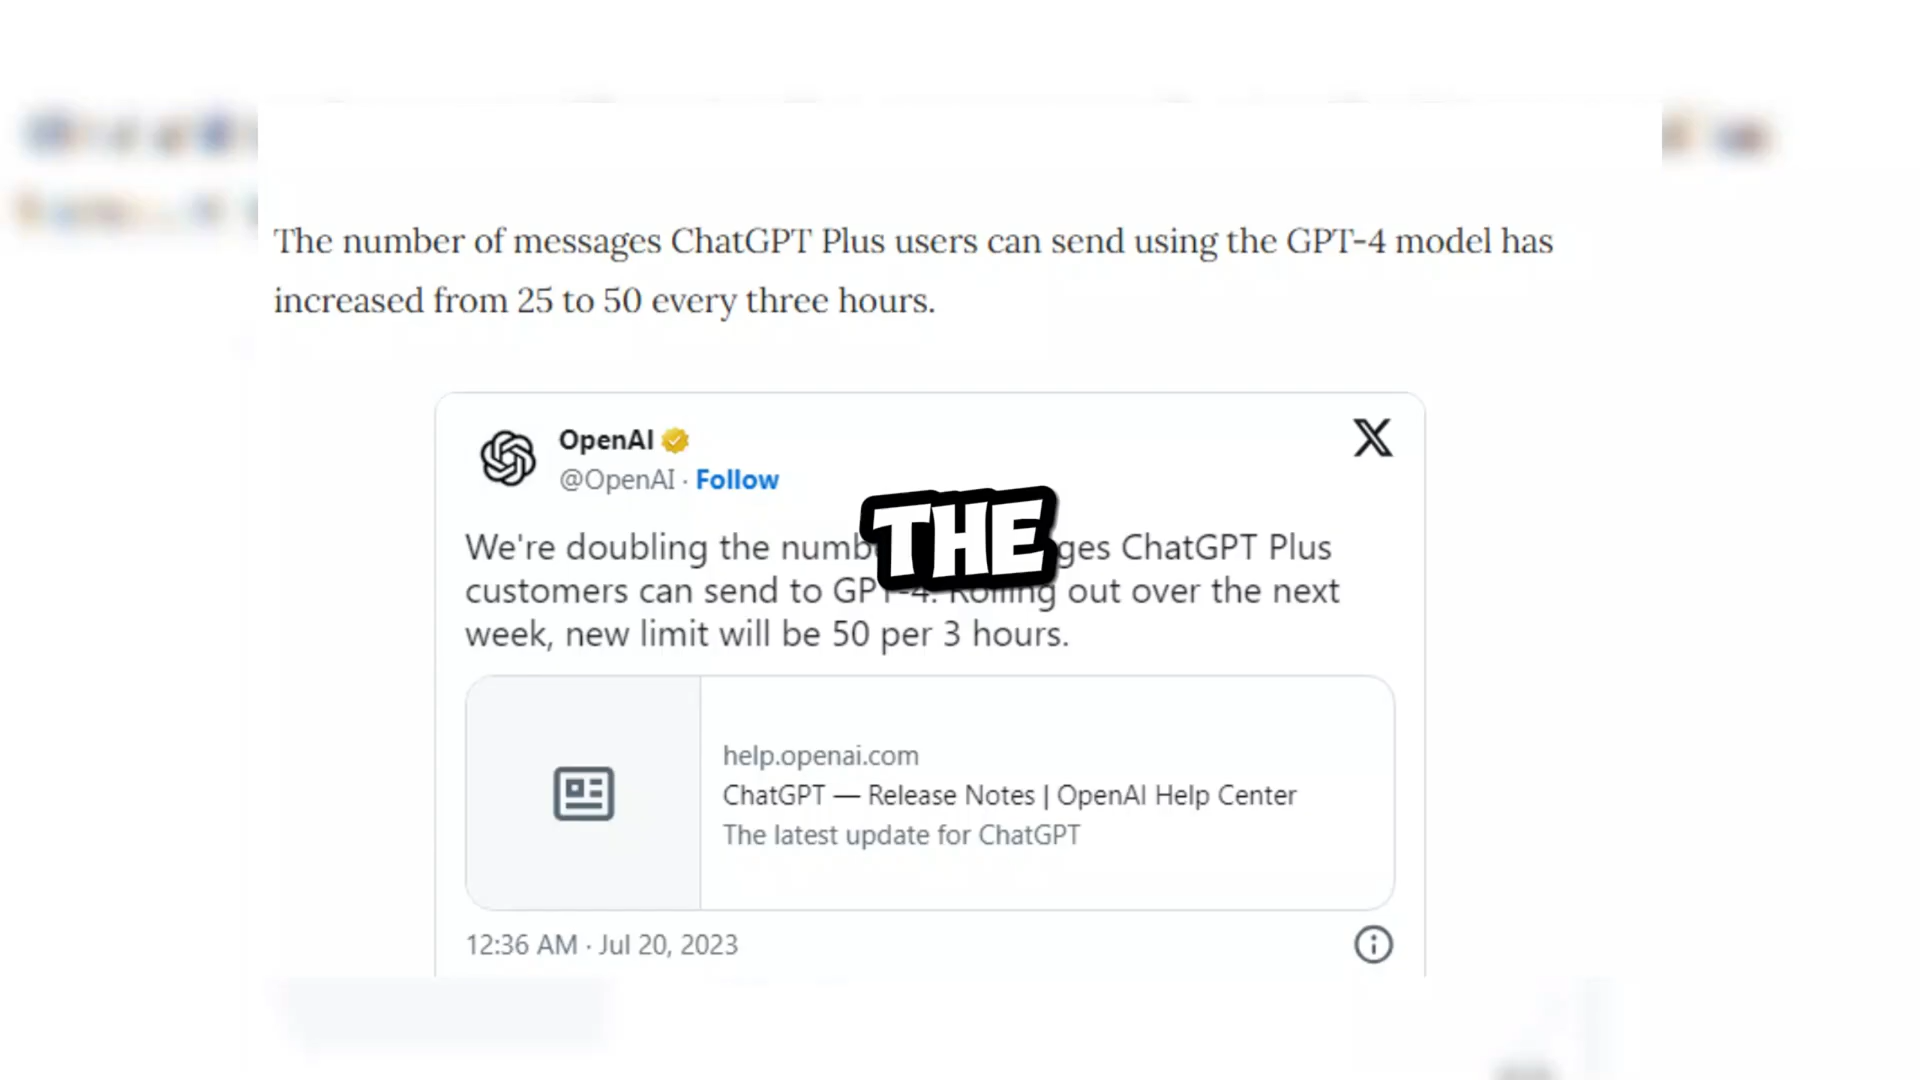 The number of messages ChatGPT Plus users can send using the GPT-4 model has
increased from 25 to 50 every three hours.
OpenAI
@OpenAI · Follow
THE
We're doubling the numb ges ChatGPT Plus
customers can send to GPT-4. Rolling out over the next
week, new limit will be 50 per 3 hours.
help.openai.com
ChatGPT — Release Notes | OpenAI Help Center
The latest update for ChatGPT
12:36 AM · Jul 20, 2023